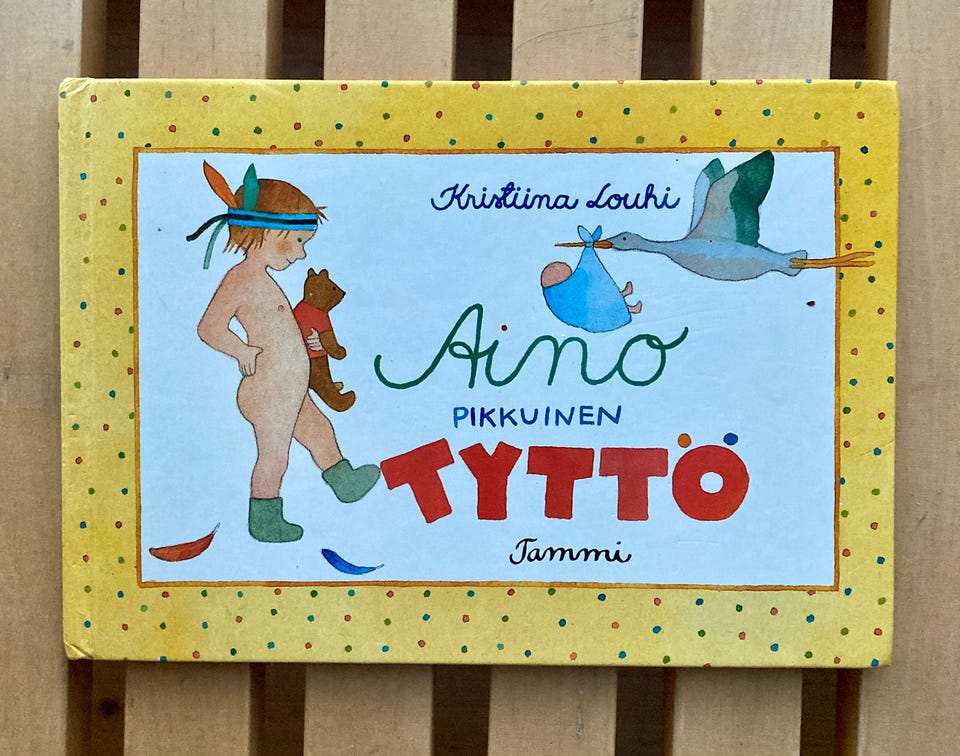 Kristiina Louhi
Aino
PIKKUINEN
TYTTÖ
Tammi